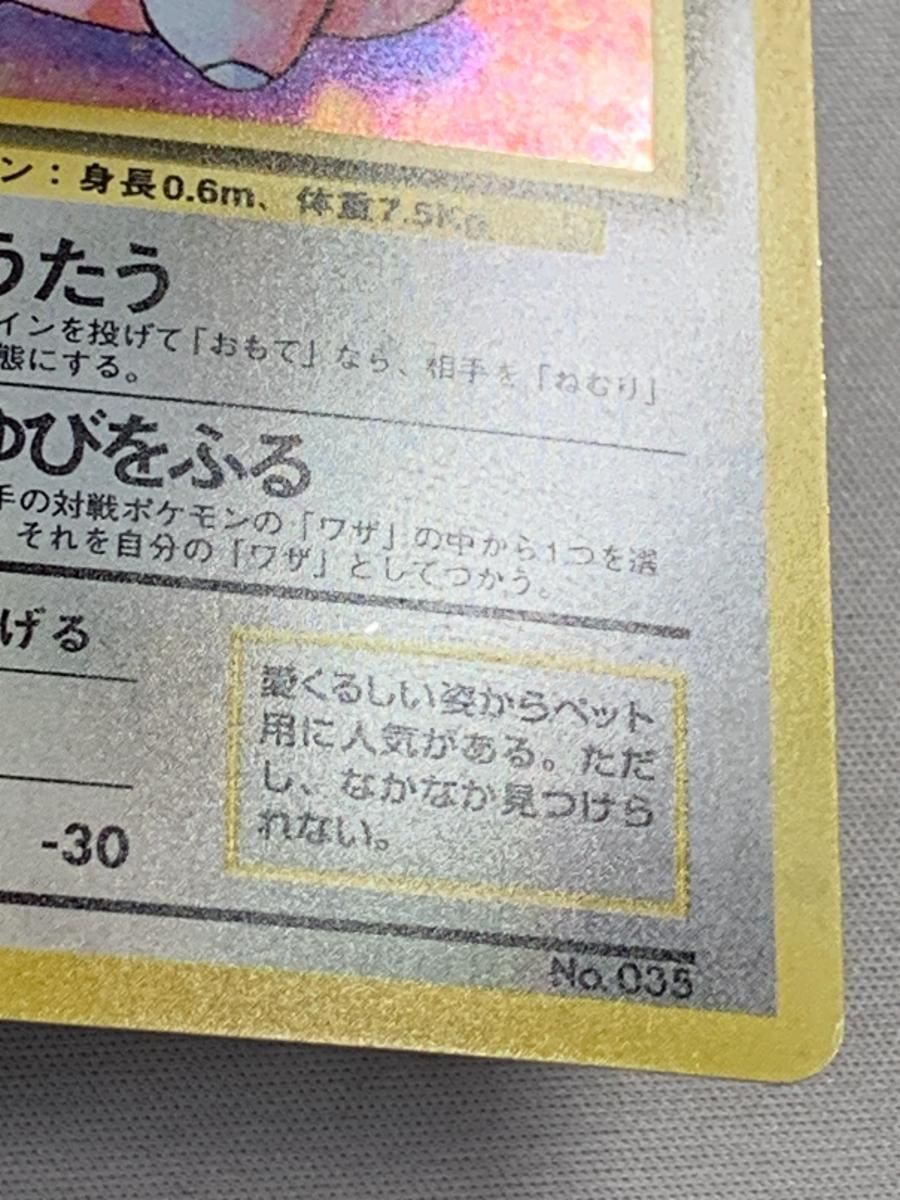 ン：身長0.6m、体重7.5Kg
うたう
インを投げて「おもて」なら、相手を「ねむり」
態にする。
ゆびをふる
手の対戦ポケモンの「ワザ」の中から1つを選
それを自分の「ワザ」としてつかう。
げる
-30
愛くるしい姿からペット
用に人気がある。ただ
し、なかなか見つけら
れない。
No.035